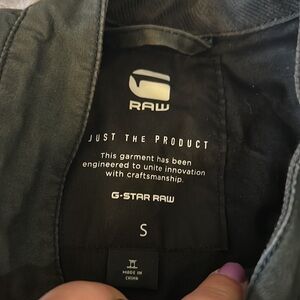 RAW
JUST THE PRODUCT
This garment has been
engineered to unite innovation
with craftsmanship.
G-STAR RAW
S
MADE IN
CHINA